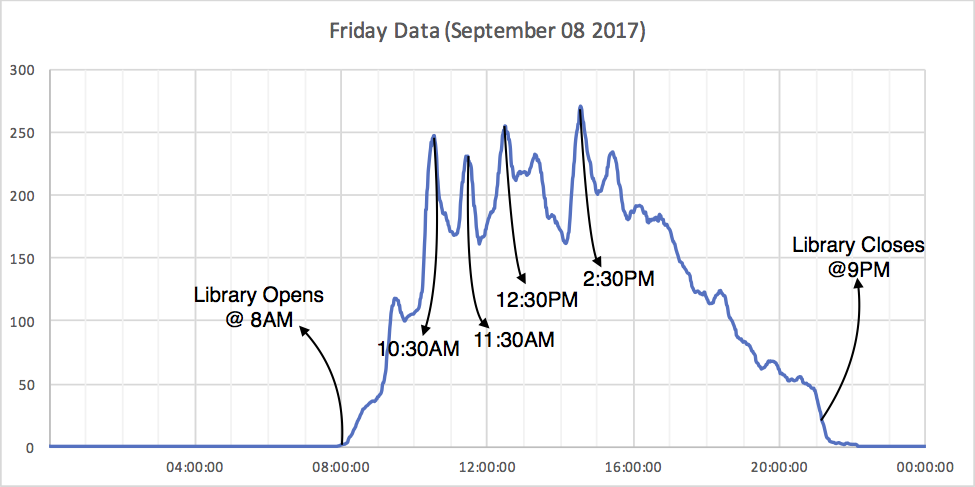 Friday Data (September 08 2017)
300
250
200
150
100
50
0
Library Opens
@ 8AM
10:30AM
11:30AM
12:30PM
2:30PM
Library Closes
@9PM
04:00:00
08:00:00
12:00:00
16:00:00
20:00:00
00:00:00